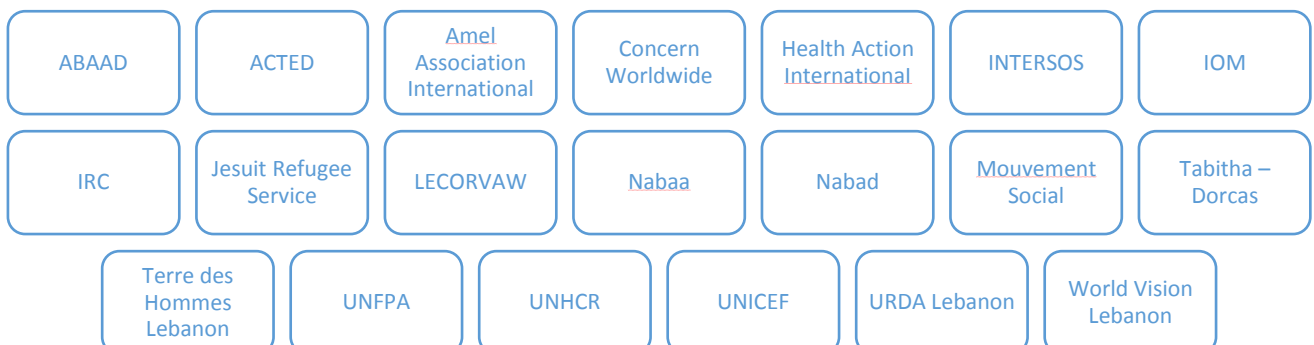 ABAAD
ACTED
Amel
Association
International
Concern
Worldwide
Health Action
International
INTERSOS
IOM
IRC
Jesuit Refugee
Service
LECORVAW
Nabaa
Nabad
Mouvement
Social
Tabitha –
Dorcas
Terre des
Hommes
Lebanon
UNFPA
UNHCR
UNICEF
URDA Lebanon
World Vision
Lebanon